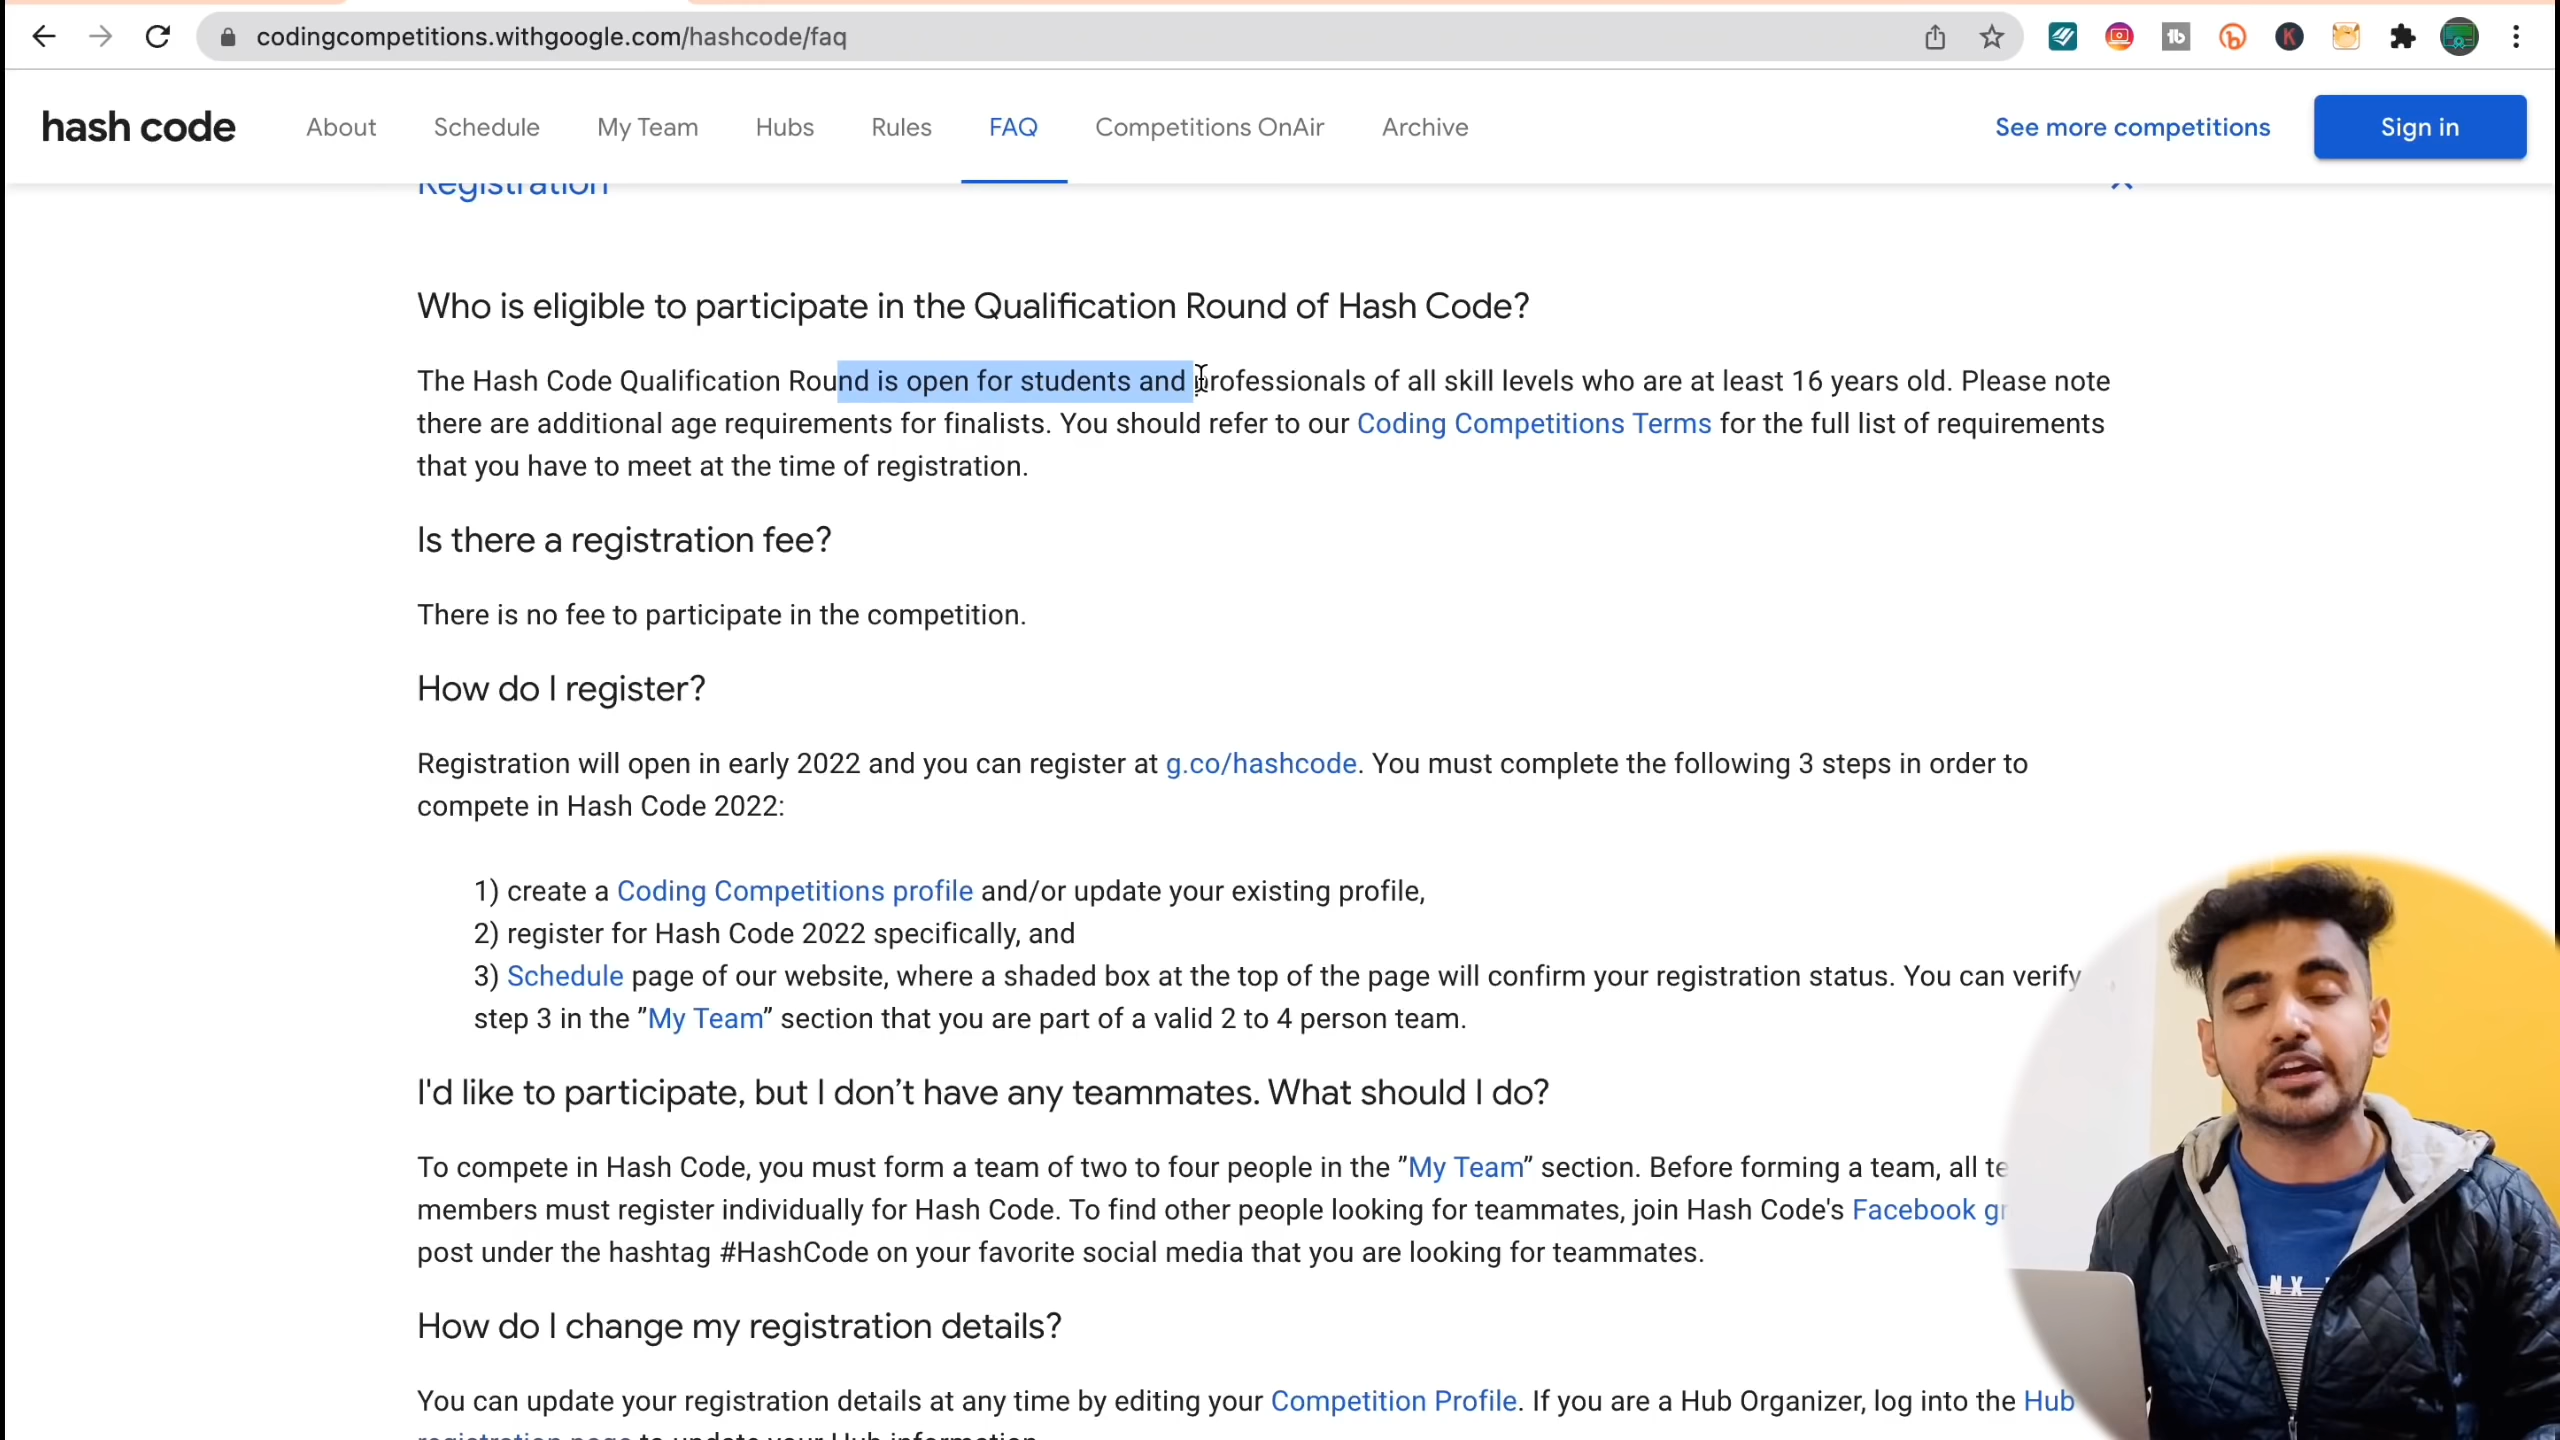 codingcompetitions.withgoogle.com/hashcode/faq
hash code About Schedule My Team Hubs Rules FAQ Competitions OnAir Archive See more competitions Sign in
Registration
Who is eligible to participate in the Qualification Round of Hash Code?
The Hash Code Qualification Round is open for students and professionals of all skill levels who are at least 16 years old. Please note
there are additional age requirements for finalists. You should refer to our Coding Competitions Terms for the full list of requirements
that you have to meet at the time of registration.
Is there a registration fee?
There is no fee to participate in the competition.
How do I register?
Registration will open in early 2022 and you can register at g.co/hashcode. You must complete the following 3 steps in order to
compete in Hash Code 2022:
1) create a Coding Competitions profile and/or update your existing profile,
2) register for Hash Code 2022 specifically, and
3) Schedule page of our website, where a shaded box at the top of the page will confirm your registration status. You can verify
step 3 in the ”My Team” section that you are part of a valid 2 to 4 person team.
I'd like to participate, but I don’t have any teammates. What should I do?
To compete in Hash Code, you must form a team of two to four people in the ”My Team” section. Before forming a team, all te
members must register individually for Hash Code. To find other people looking for teammates, join Hash Code's Facebook gr
post under the hashtag #HashCode on your favorite social media that you are looking for teammates.
How do I change my registration details?
You can update your registration details at any time by editing your Competition Profile. If you are a Hub Organizer, log into the Hub
registration page to update your Hub information